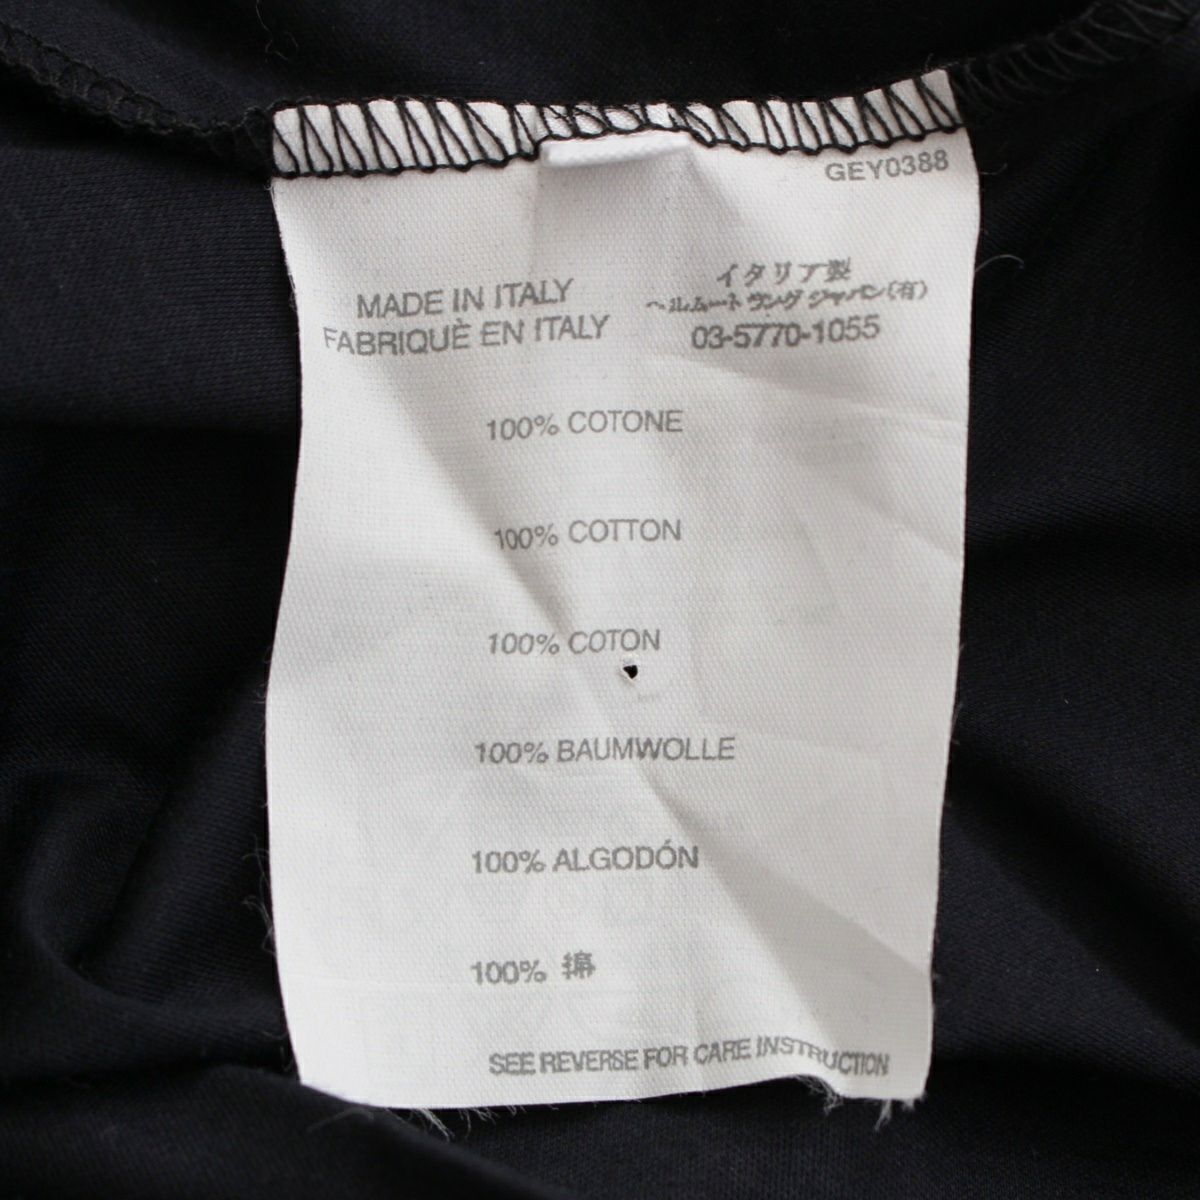 GEY0388
MADE IN ITALY
FABRIQUÈ EN ITALY
イタリア製
ヘルムート ラング ジャパン(有)
03-5770-1055
100% COTONE
100% COTTON
100% COTON
100% BAUMWOLLE
100% ALGODÓN
100% 綿
SEE REVERSE FOR CARE INSTRUCTION